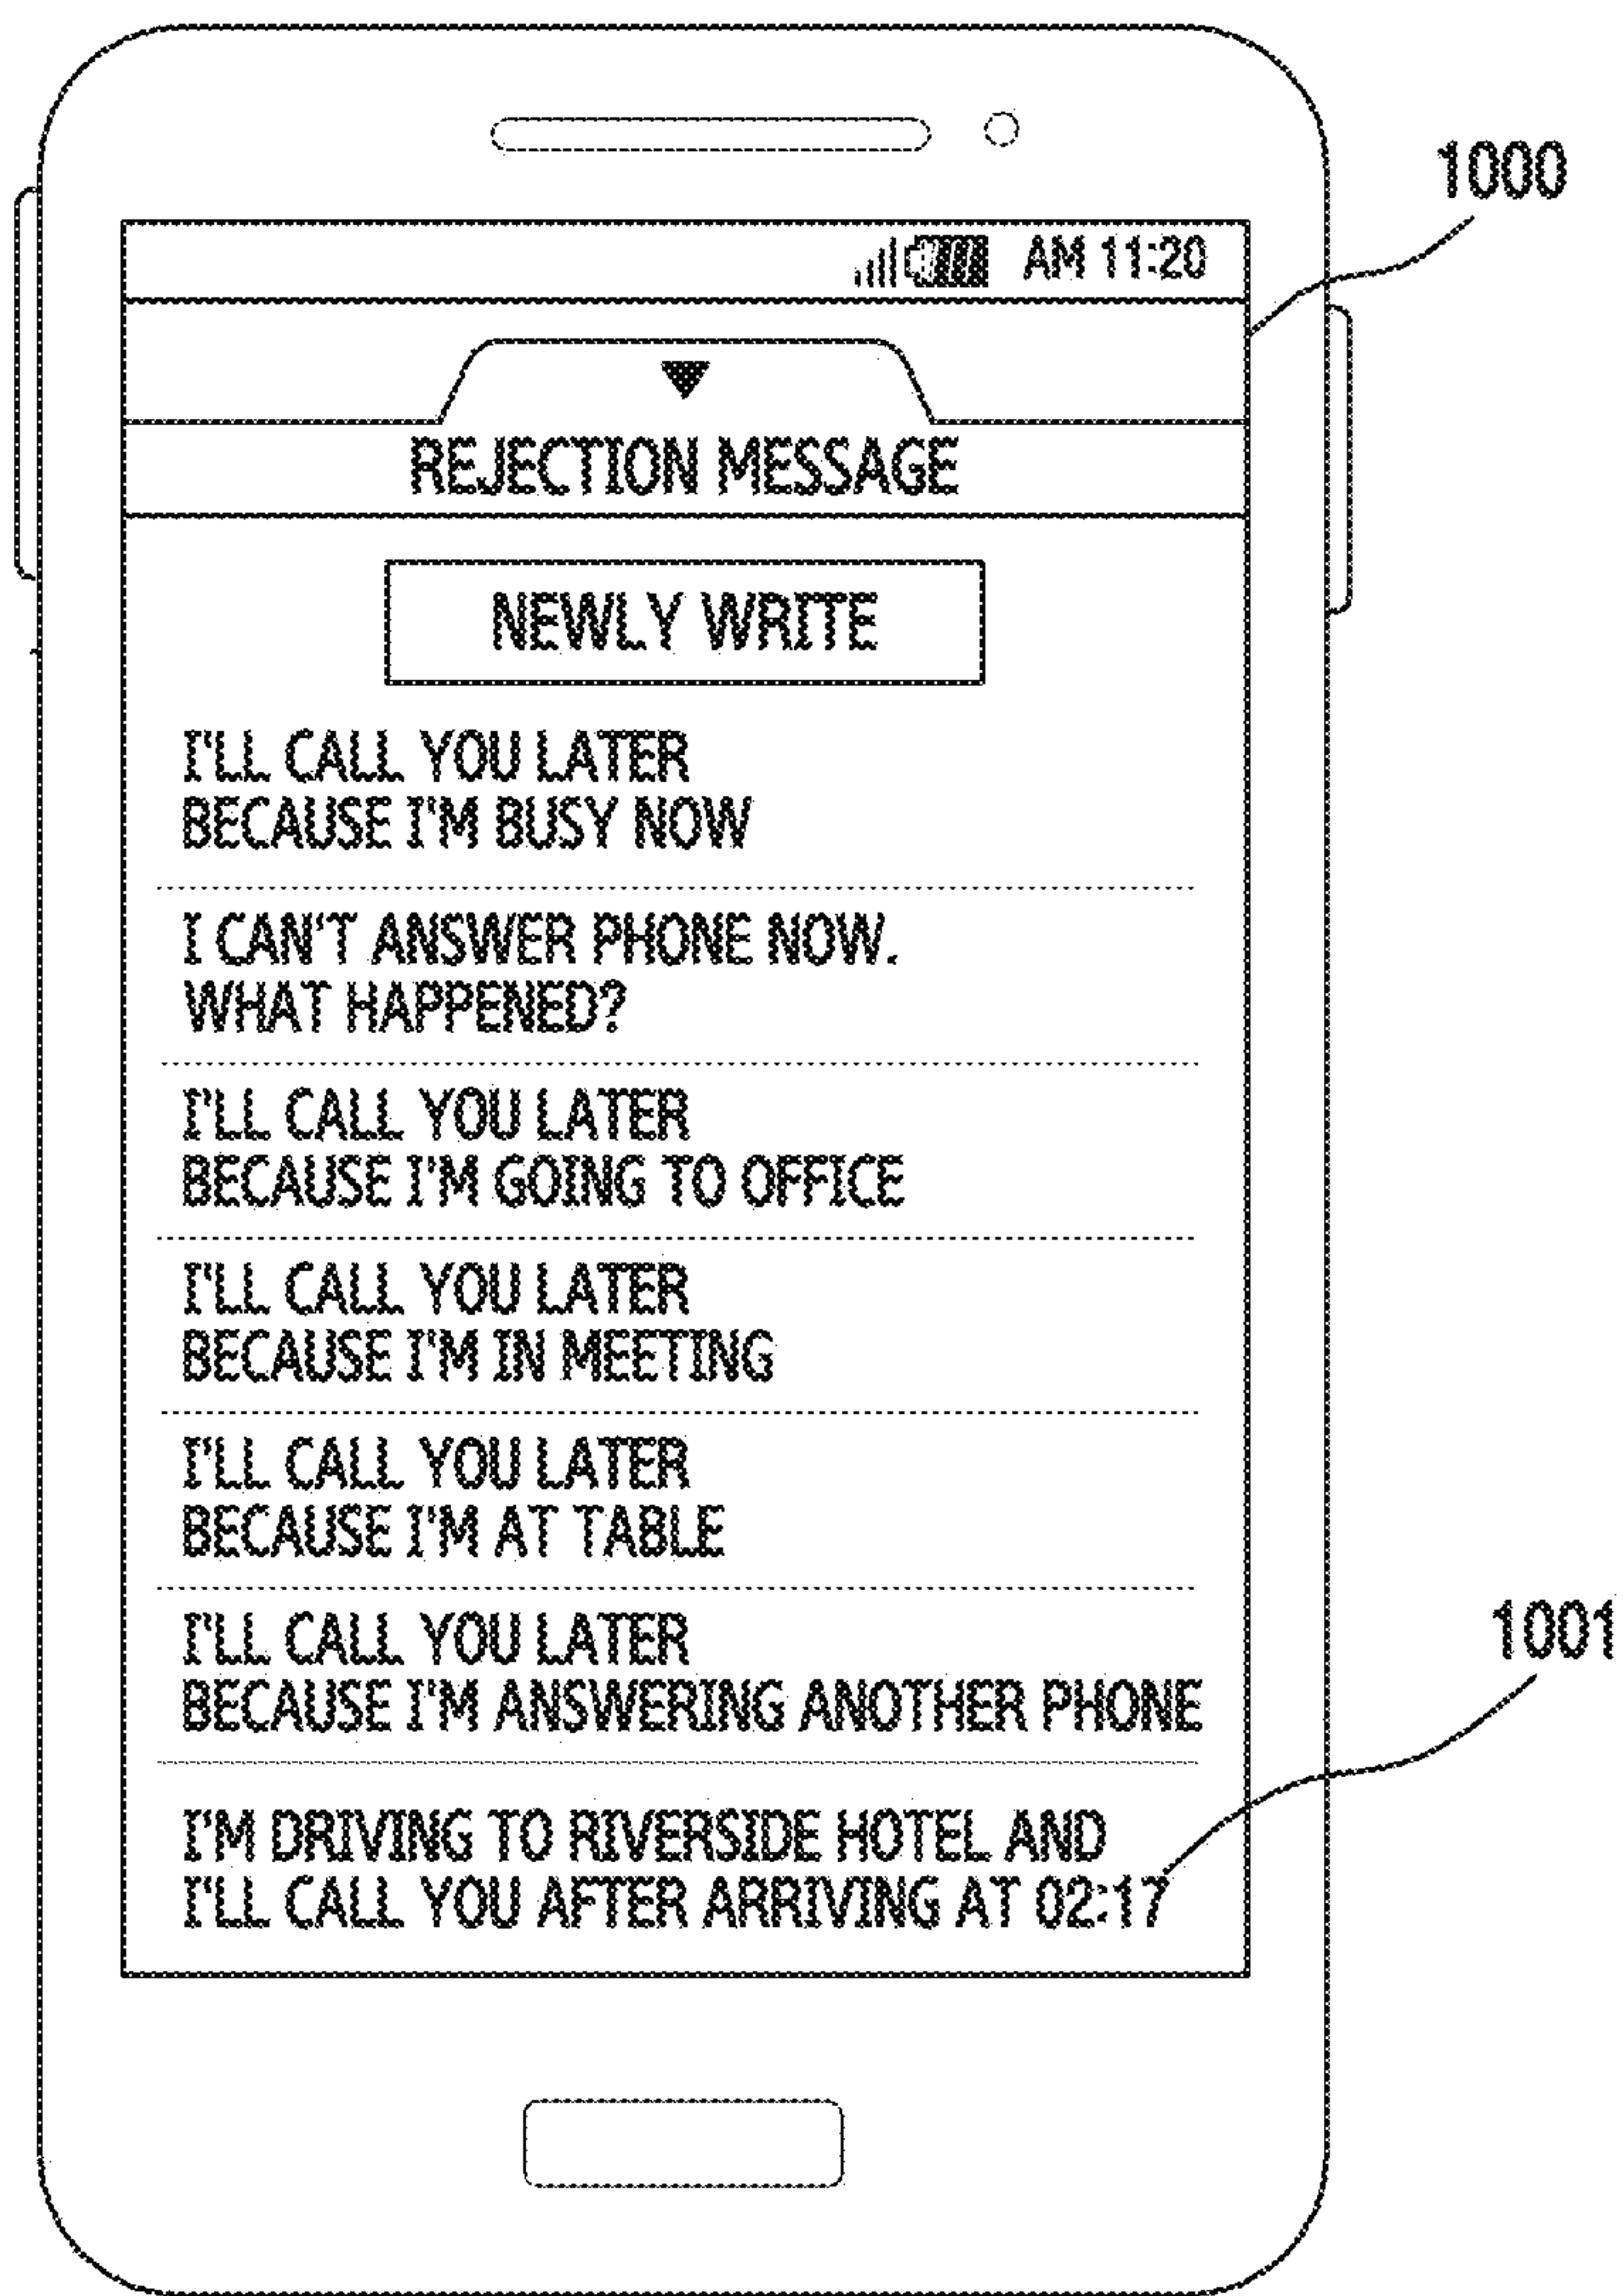 1000
AM 11:20
REJECTION MESSAGE
NEWLY WRITE
I'LL CALL YOU LATER
BECAUSE I'M BUSY NOW
I CAN'T ANSWER PHONE NOW.
WHAT HAPPENED?
I'LL CALL YOU LATER
BECAUSE I'M GOING TO OFFICE
I'LL CALL YOU LATER
BECAUSE I'M IN MEETING
I'LL CALL YOU LATER
BECAUSE I'M AT TABLE
I'LL CALL YOU LATER
BECAUSE I'M ANSWERING ANOTHER PHONE
1001
I'M DRIVING TO RIVERSIDE HOTEL AND
I'LL CALL YOU AFTER ARRIVING AT 02:17